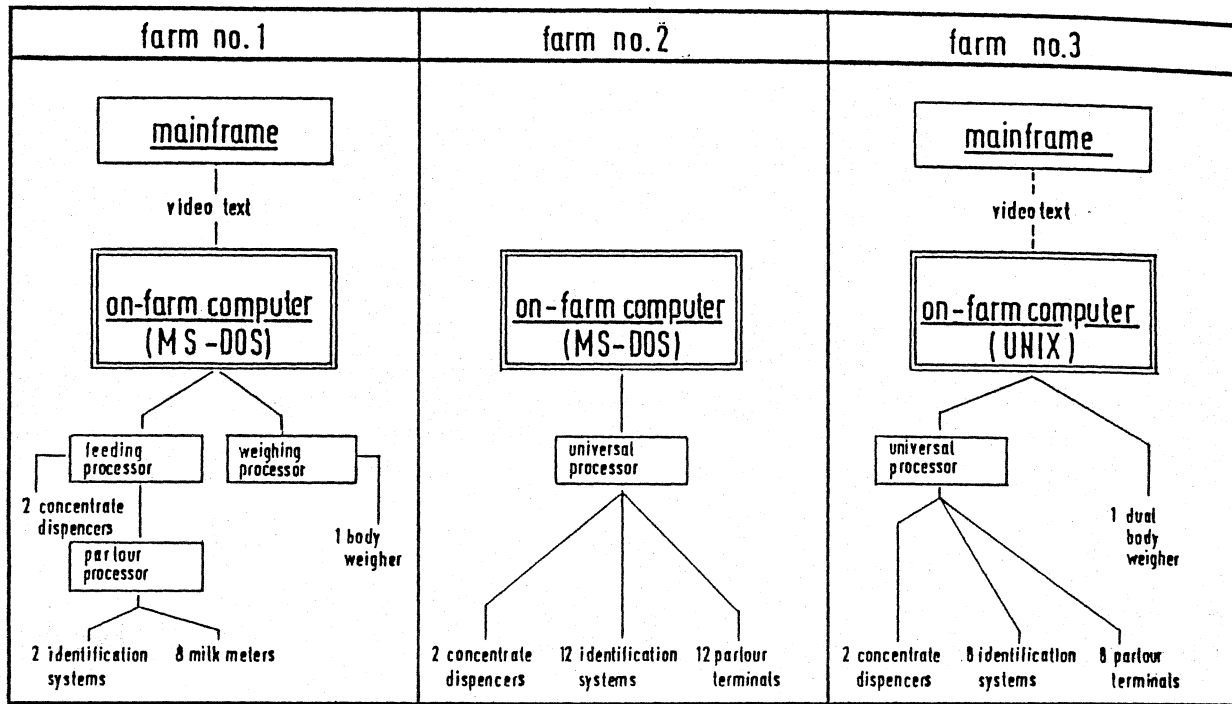 farm no.1
mainframe
video text
on-farm computer
(MS-DOS)
feeding
processor
weighing
processor
2 concentrate
dispencers
parlour
processor
1 body
weigher
2 identification
systems
8 milk meters
farm no.2
on-farm computer
(MS-DOS)
universal
processor
2 concentrate
dispencers
12 identification
systems
12 parlour
terminals
farm no.3
mainframe
videotext
on-farm computer
(UNIX)
universal
processor
1 dual
body
weigher
2 concentrate
dispencers
8 identification
systems
8 parlour
terminals